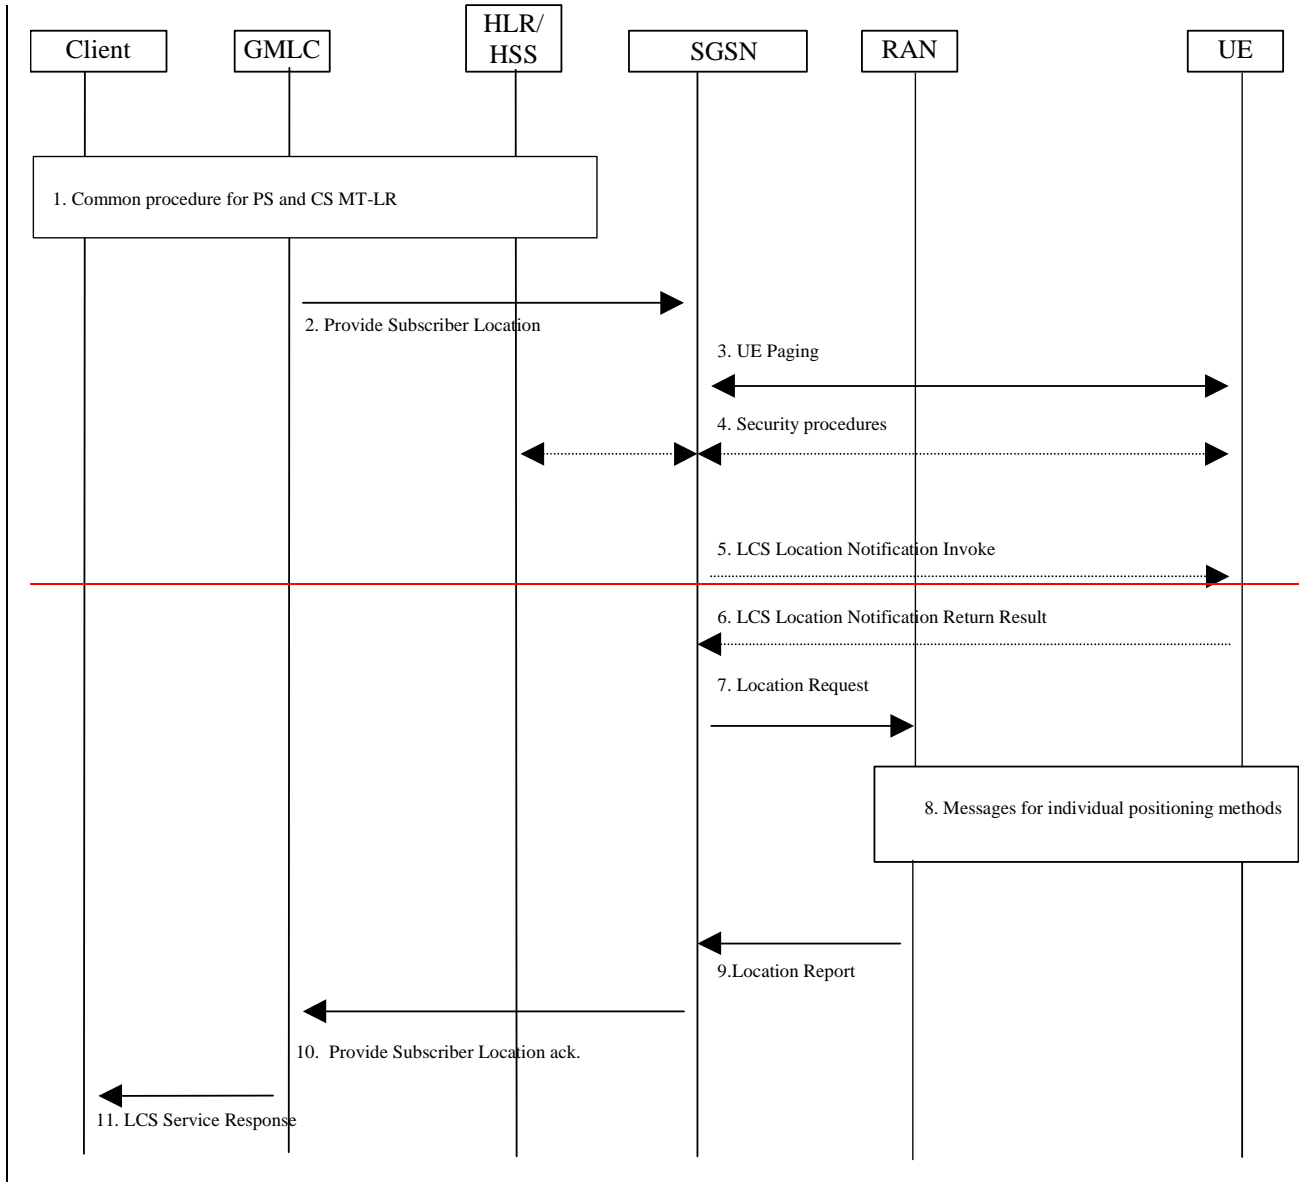 Client
GMLC
HLR/
HSS
SGSN
RAN
UE
1. Common procedure for PS and CS MT-LR
2. Provide Subscriber Location
3. UE Paging
4. Security procedures
5. LCS Location Notification Invoke
6. LCS Location Notification Return Result
7. Location Request
8. Messages for individual positioning methods
9.Location Report
10.  Provide Subscriber Location ack.
11. LCS Service Response